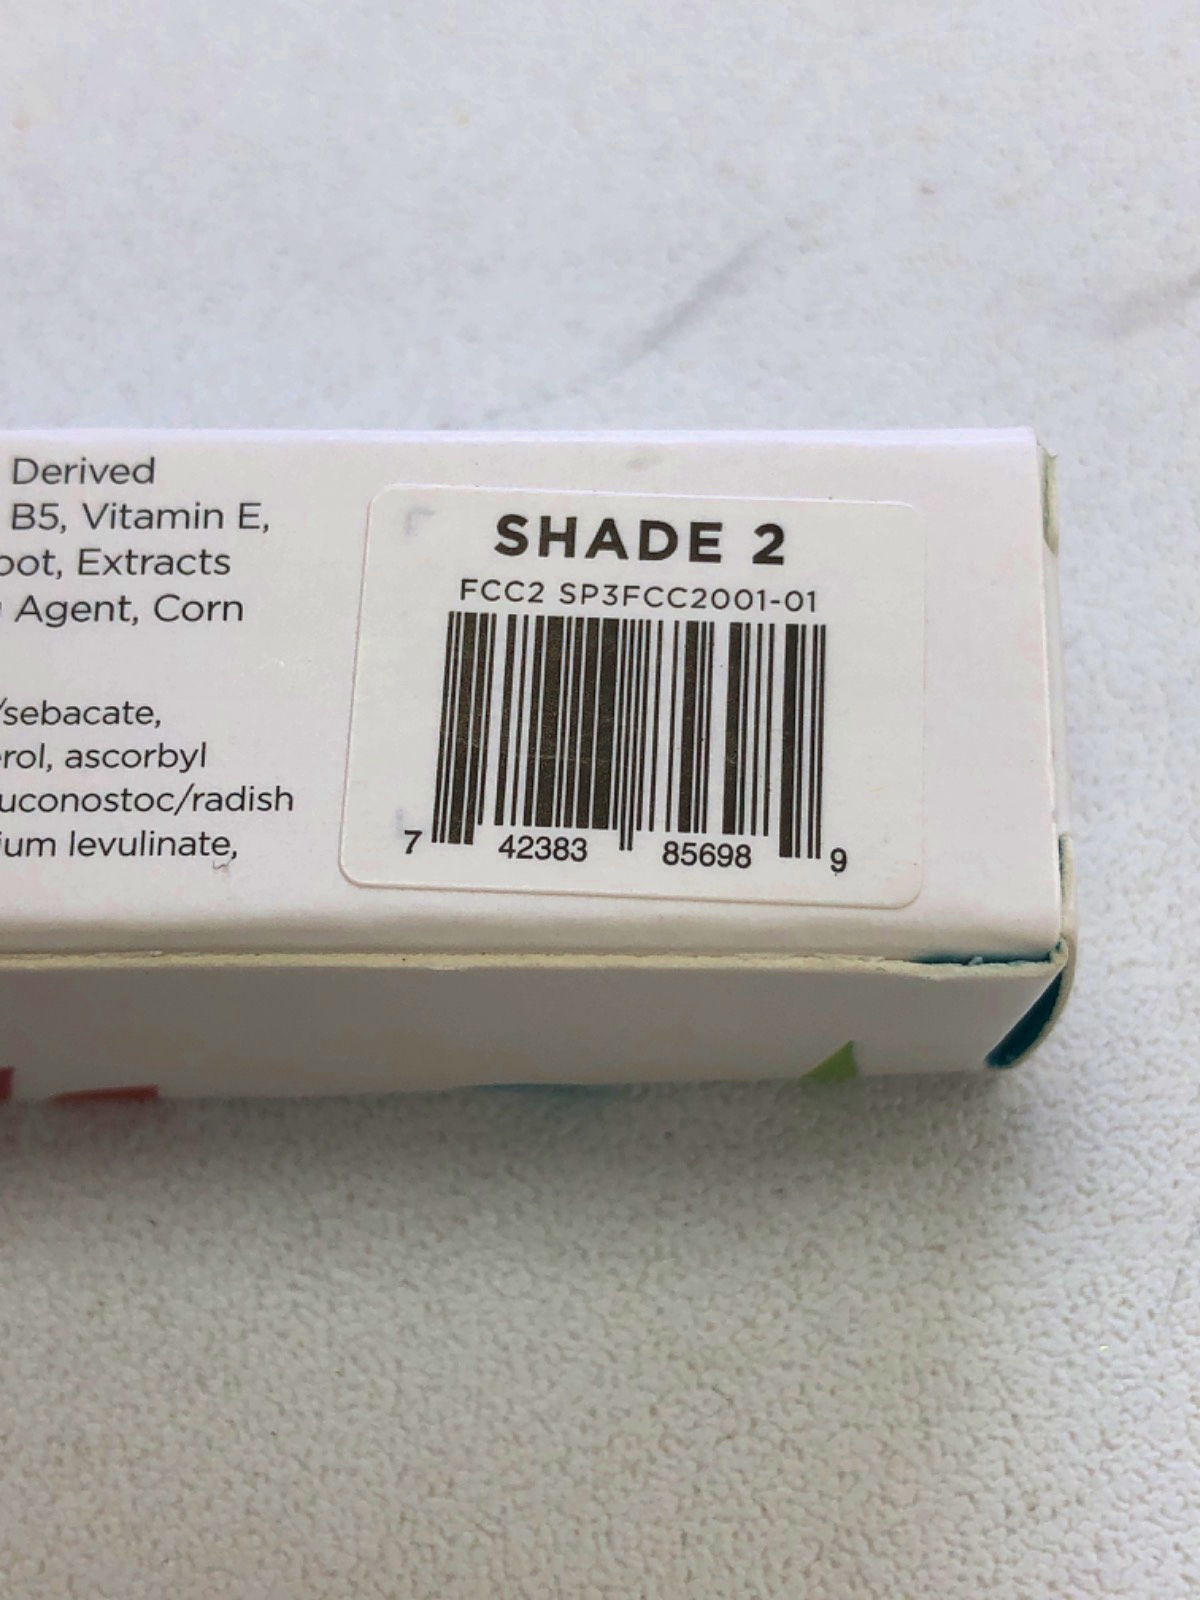 Derived
B5, Vitamin E,
oot, Extracts
Agent, Corn
/sebacate,
rol, ascorbyl
uconostoc/radish
ium levulinate,
SHADE 2
FCC2 SP3FCC2001-01
7 42383 85698 9